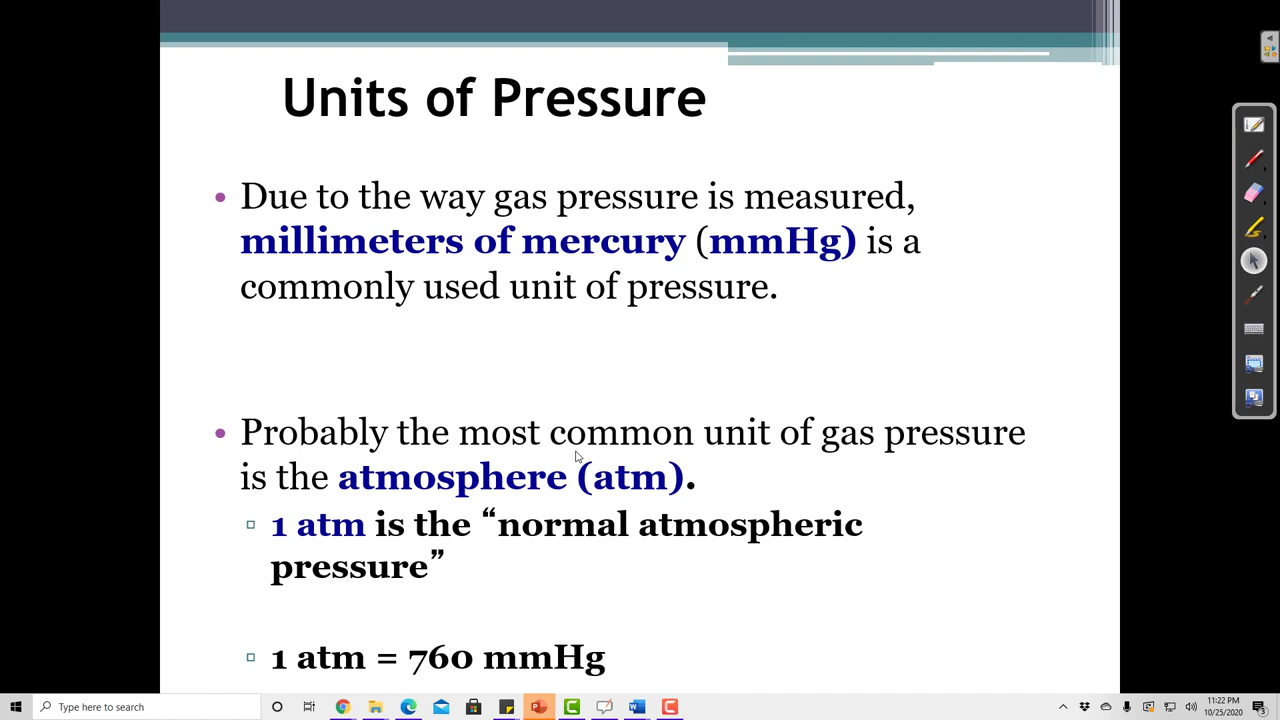 Units of Pressure
• Due to the way gas pressure is measured,
millimeters of mercury (mmHg) is a
commonly used unit of pressure.
• Probably the most common unit of gas pressure
is the atmosphere (atm).
▫ 1 atm is the “normal atmospheric
pressure”
▫ 1 atm = 760 mmHg
Type here to search
11:22 PM
10/25/2020